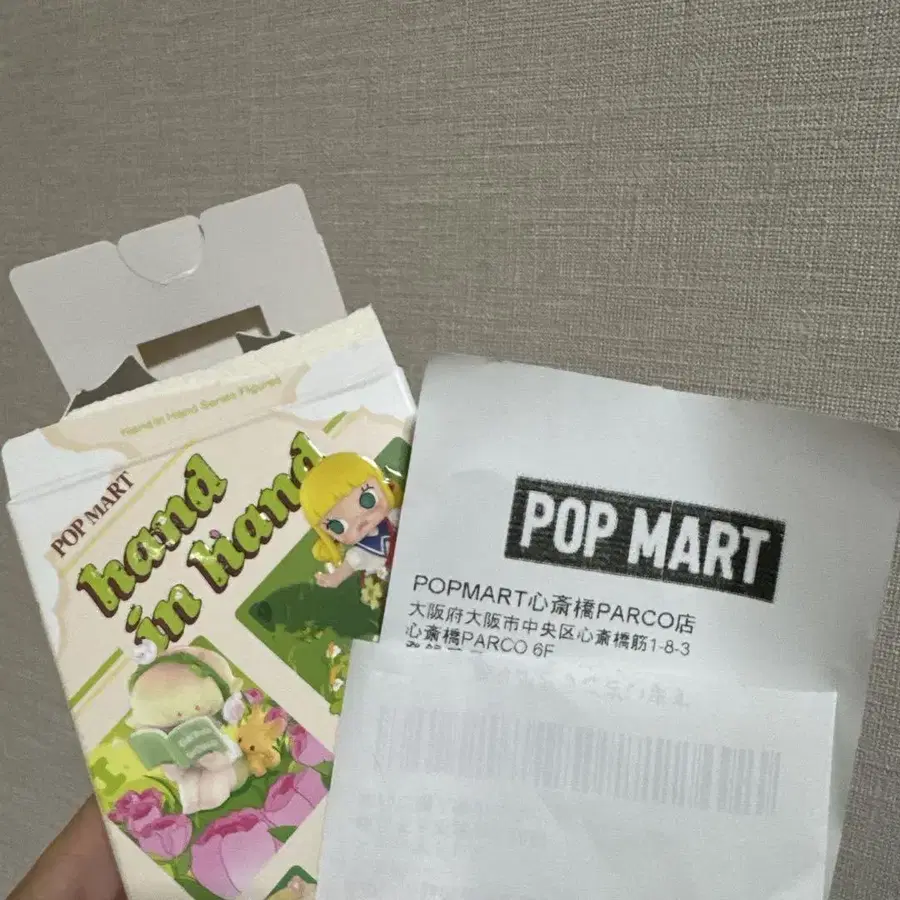 Hand in Hand Series Figures
POP MART
hand
in hand
POP MART
POPMART心斎橋PARCO店
大阪府大阪市中央区心斎橋筋1-8-3
心斎橋PARCO 6F